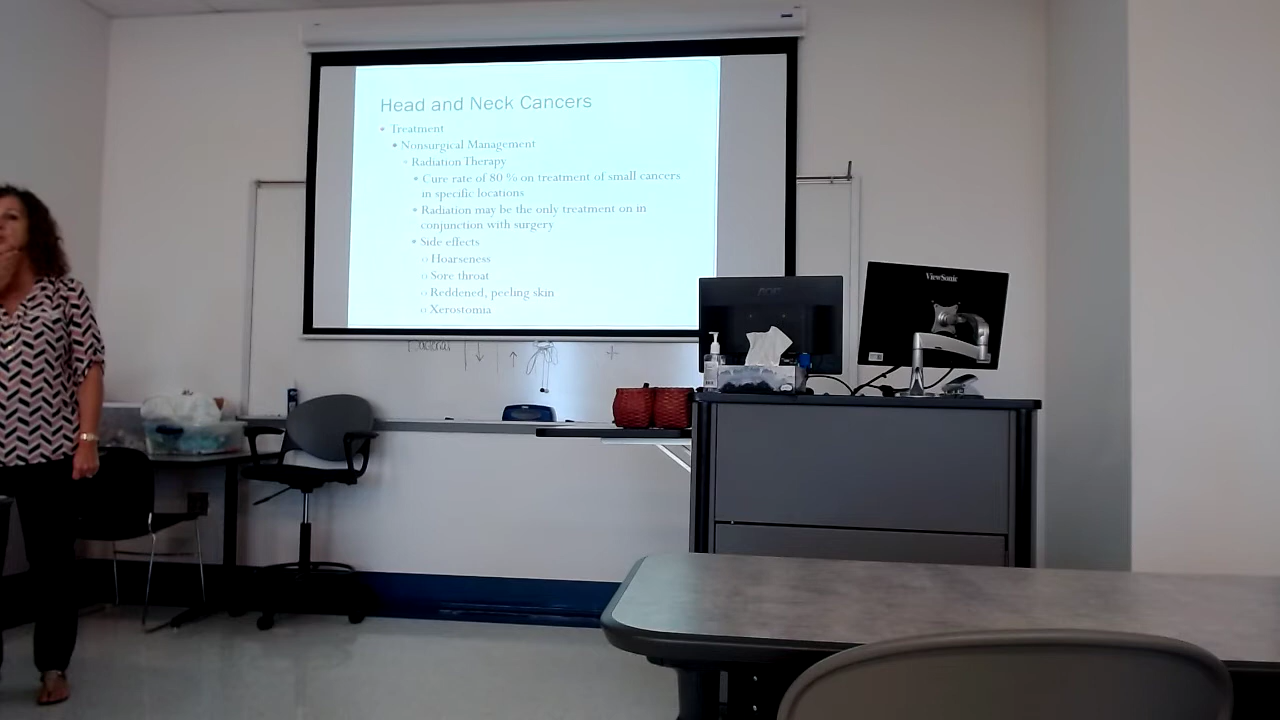 Head and Neck Cancers
Treatment
Nonsurgical Management
Radiation Therapy
Cure rate of 80 % on treatment of small cancers
in specific locations
Radiation may be the only treatment on in
conjunction with surgery
Side effects
Hoarseness
Sore throat
Reddened, peeling skin
Xerostomia
AOC
ViewSonic
Bacterial